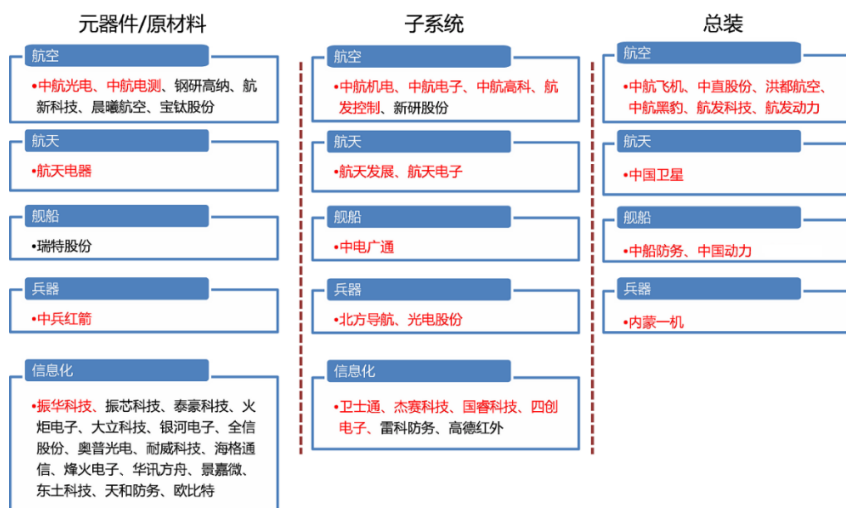 元器件/原材料
航空
•中航光电、中航电测、钢研高纳、航
新科技、晨曦航空、宝钛股份
航天
•航天电器
舰船
•瑞特股份
兵器
•中兵红箭
信息化
•振华科技、振芯科技、泰豪科技、火
炬电子、大立科技、银河电子、全信
股份、奥普光电、耐威科技、海格通
信、烽火电子、华讯方舟、景嘉微、
东土科技、天和防务、欧比特
子系统
航空
•中航机电、中航电子、中航高科、航
发控制、新研股份
航天
•航天发展、航天电子
舰船
•中电广通
兵器
•北方导航、光电股份
信息化
•卫士通、杰赛科技、国睿科技、四创
电子、雷科防务、高德红外
总装
航空
•中航飞机、中直股份、洪都航空、
中航黑豹、航发科技、航发动力
航天
•中国卫星
舰船
•中船防务、中国动力
兵器
•内蒙一机